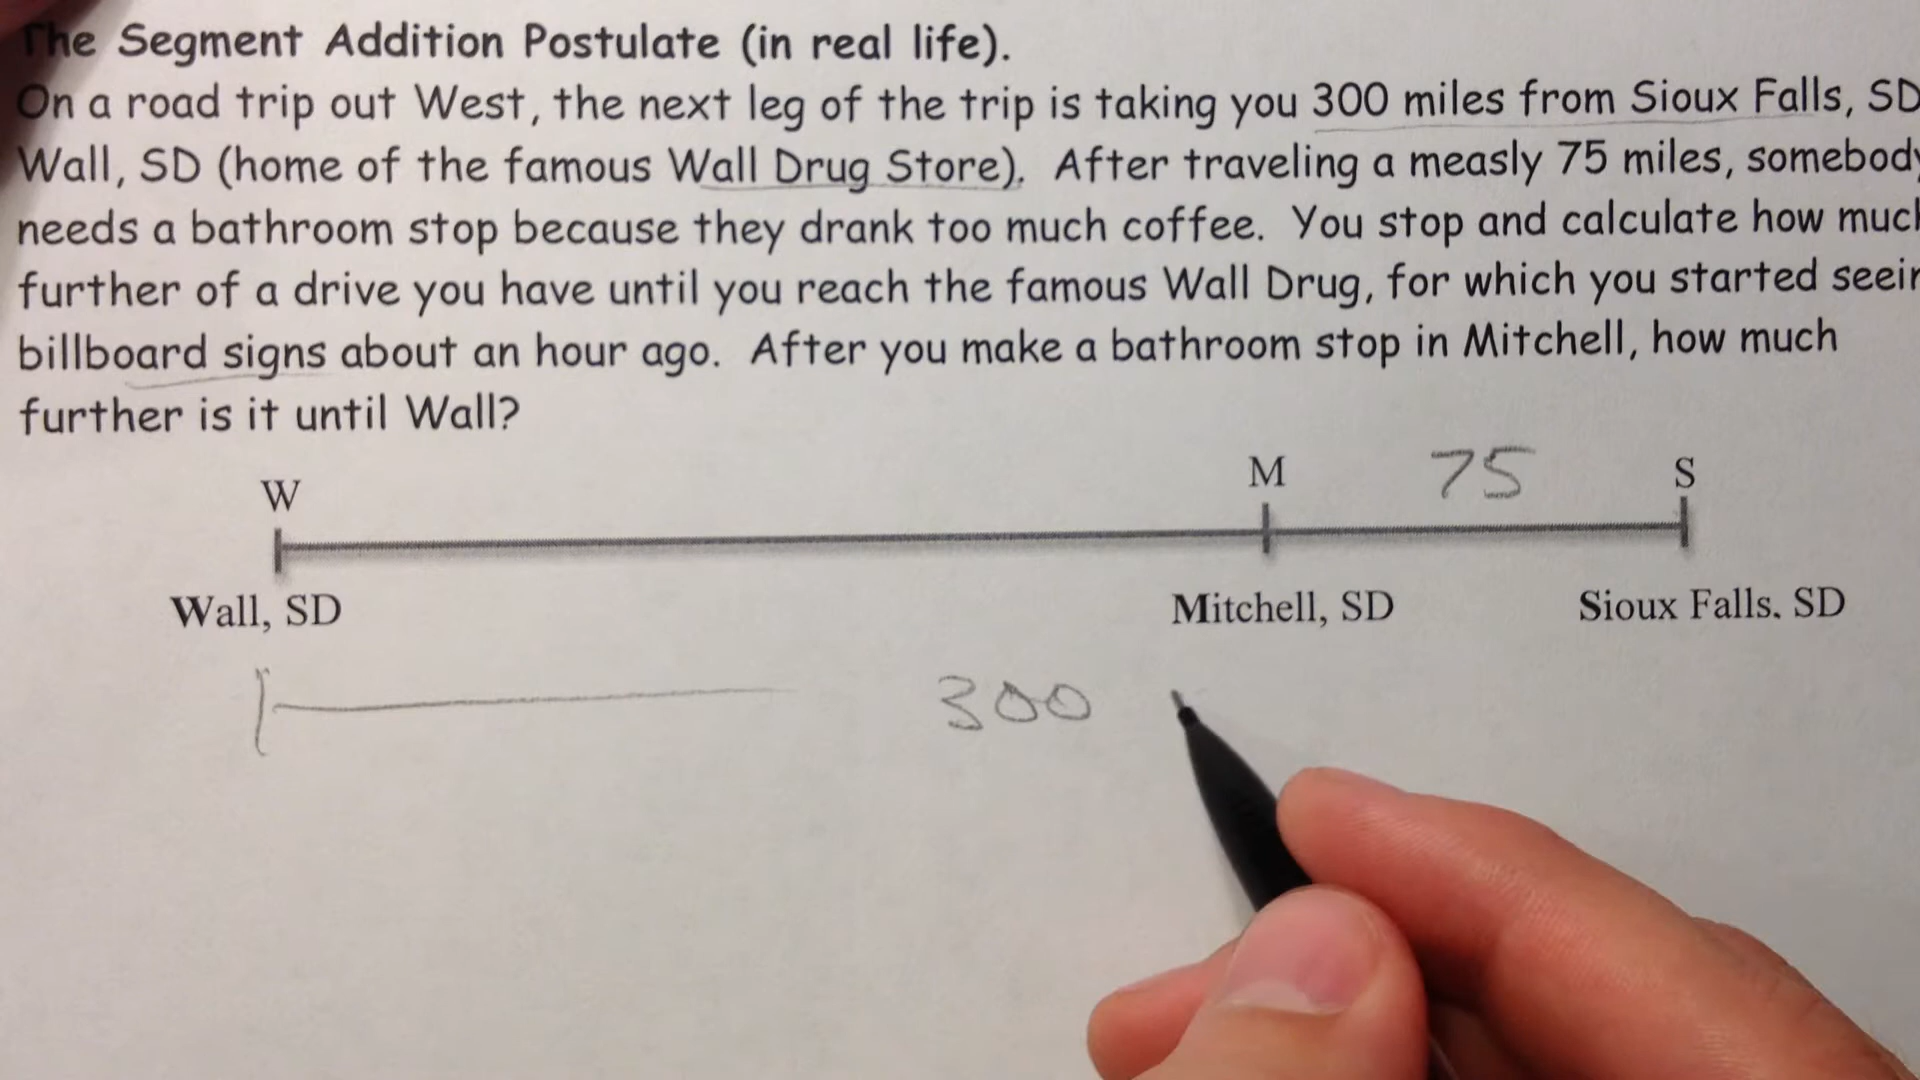 The Segment Addition Postulate (in real life).
On a road trip out West, the next leg of the trip is taking you 300 miles from Sioux Falls, SD
Wall, SD (home of the famous Wall Drug Store). After traveling a measly 75 miles, somebody
needs a bathroom stop because they drank too much coffee. You stop and calculate how much
further of a drive you have until you reach the famous Wall Drug, for which you started seein
billboard signs about an hour ago. After you make a bathroom stop in Mitchell, how much
further is it until Wall?
W M 75 S
Wall, SD Mitchell, SD Sioux Falls. SD
300